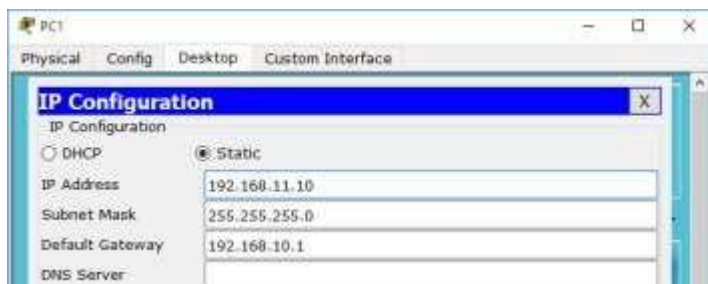 PC1
Physical Config Desktop Custom Interface
IP Configuration X
IP Configuration
DHCP Static
IP Address 192.168.11.10
Subnet Mask 255.255.255.0
Default Gateway 192.168.10.1
DNS Server